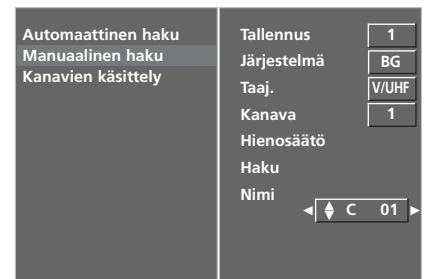 Automaattinen haku
Manuaalinen haku
Kanavien käsittely
Tallennus 1
Järjestelmä BG
Taaj. V/UHF
Kanava 1
Hienosäätö
Haku
Nimi
C 01